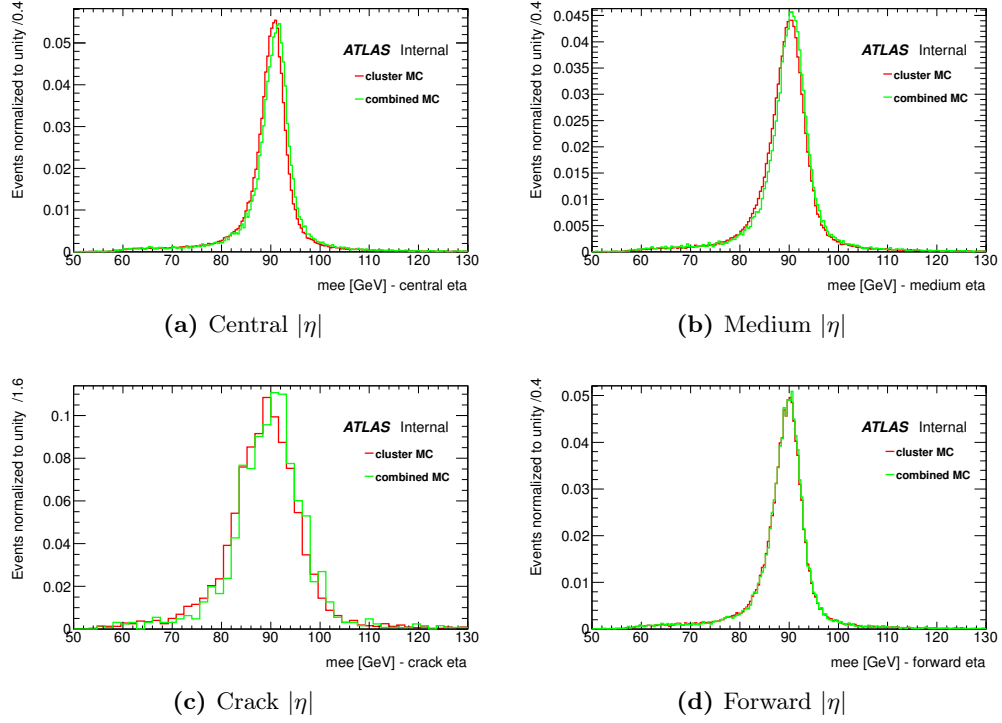 Events normalized to unity /0.4
0.05
0.04
0.03
0.02
0.01
0
ATLAS Internal
cluster MC
combined MC
50 60 70 80 90 100 110 120 130
mee [GeV] - central eta
(a) Central |η|
Events normalized to unity /0.4
0.045
0.04
0.035
0.03
0.025
0.02
0.015
0.01
0.005
0
ATLAS Internal
cluster MC
combined MC
50 60 70 80 90 100 110 120 130
mee [GeV] - medium eta
(b) Medium |η|
Events normalized to unity /1.6
0.1
0.08
0.06
0.04
0.02
0
ATLAS Internal
cluster MC
combined MC
50 60 70 80 90 100 110 120 130
mee [GeV] - crack eta
(c) Crack |η|
Events normalized to unity /0.4
0.05
0.04
0.03
0.02
0.01
0
ATLAS Internal
cluster MC
combined MC
50 60 70 80 90 100 110 120 130
mee [GeV] - forward eta
(d) Forward |η|